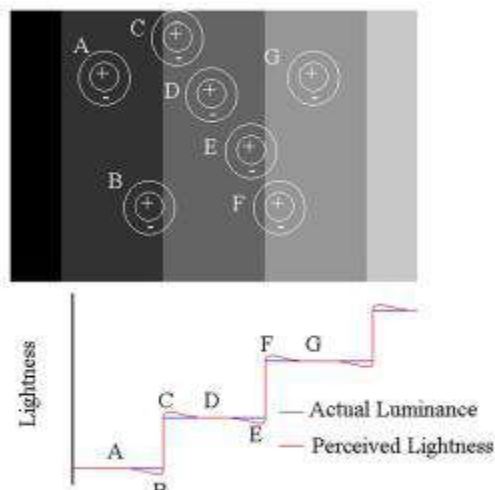 C
A
G
D
E
B
F
+
-
+
-
+
-
+
-
+
-
+
-
+
-
Lightness
F
G
C
D
E
A
B
Actual Luminance
Perceived Lightness